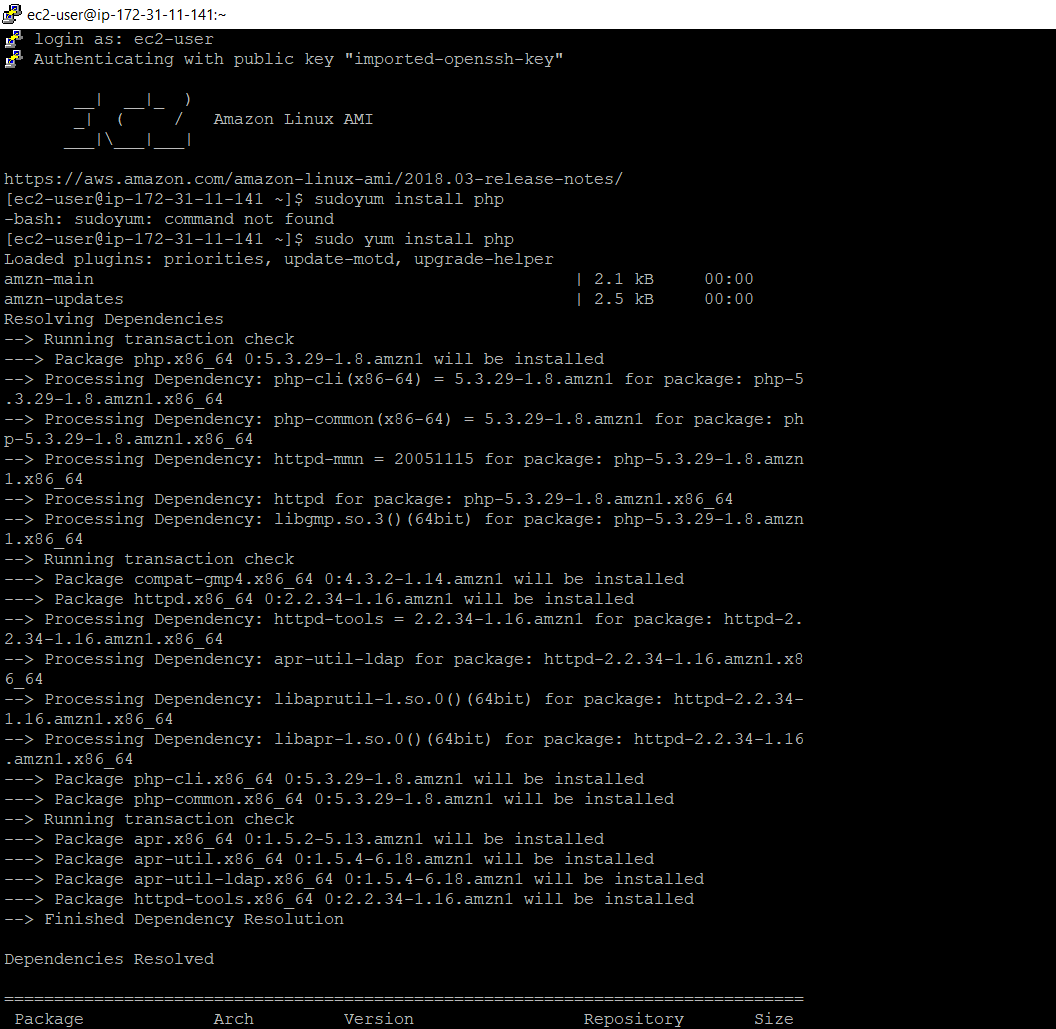 ec2-user@ip-172-31-11-141:~
login as: ec2-user
Authenticating with public key "imported-openssh-key"
       __|  __|_  )
       _|  (     /   Amazon Linux AMI
      ___|\___|___|
https://aws.amazon.com/amazon-linux-ami/2018.03-release-notes/
[ec2-user@ip-172-31-11-141 ~]$ sudoyum install php
-bash: sudoyum: command not found
[ec2-user@ip-172-31-11-141 ~]$ sudo yum install php
Loaded plugins: priorities, update-motd, upgrade-helper
amzn-main                                                | 2.1 kB     00:00
amzn-updates                                             | 2.5 kB     00:00
Resolving Dependencies
--> Running transaction check
---> Package php.x86_64 0:5.3.29-1.8.amzn1 will be installed
--> Processing Dependency: php-cli(x86-64) = 5.3.29-1.8.amzn1 for package: php-5
.3.29-1.8.amzn1.x86_64
--> Processing Dependency: php-common(x86-64) = 5.3.29-1.8.amzn1 for package: ph
p-5.3.29-1.8.amzn1.x86_64
--> Processing Dependency: httpd-mmn = 20051115 for package: php-5.3.29-1.8.amzn
1.x86_64
--> Processing Dependency: httpd for package: php-5.3.29-1.8.amzn1.x86_64
--> Processing Dependency: libgmp.so.3()(64bit) for package: php-5.3.29-1.8.amzn
1.x86_64
--> Running transaction check
---> Package compat-gmp4.x86_64 0:4.3.2-1.14.amzn1 will be installed
---> Package httpd.x86_64 0:2.2.34-1.16.amzn1 will be installed
--> Processing Dependency: httpd-tools = 2.2.34-1.16.amzn1 for package: httpd-2.
2.34-1.16.amzn1.x86_64
--> Processing Dependency: apr-util-ldap for package: httpd-2.2.34-1.16.amzn1.x8
6_64
--> Processing Dependency: libaprutil-1.so.0()(64bit) for package: httpd-2.2.34-
1.16.amzn1.x86_64
--> Processing Dependency: libapr-1.so.0()(64bit) for package: httpd-2.2.34-1.16
.amzn1.x86_64
---> Package php-cli.x86_64 0:5.3.29-1.8.amzn1 will be installed
---> Package php-common.x86_64 0:5.3.29-1.8.amzn1 will be installed
--> Running transaction check
---> Package apr.x86_64 0:1.5.2-5.13.amzn1 will be installed
---> Package apr-util.x86_64 0:1.5.4-6.18.amzn1 will be installed
---> Package apr-util-ldap.x86_64 0:1.5.4-6.18.amzn1 will be installed
---> Package httpd-tools.x86_64 0:2.2.34-1.16.amzn1 will be installed
--> Finished Dependency Resolution
Dependencies Resolved
================================================================================
 Package             Arch         Version                 Repository       Size